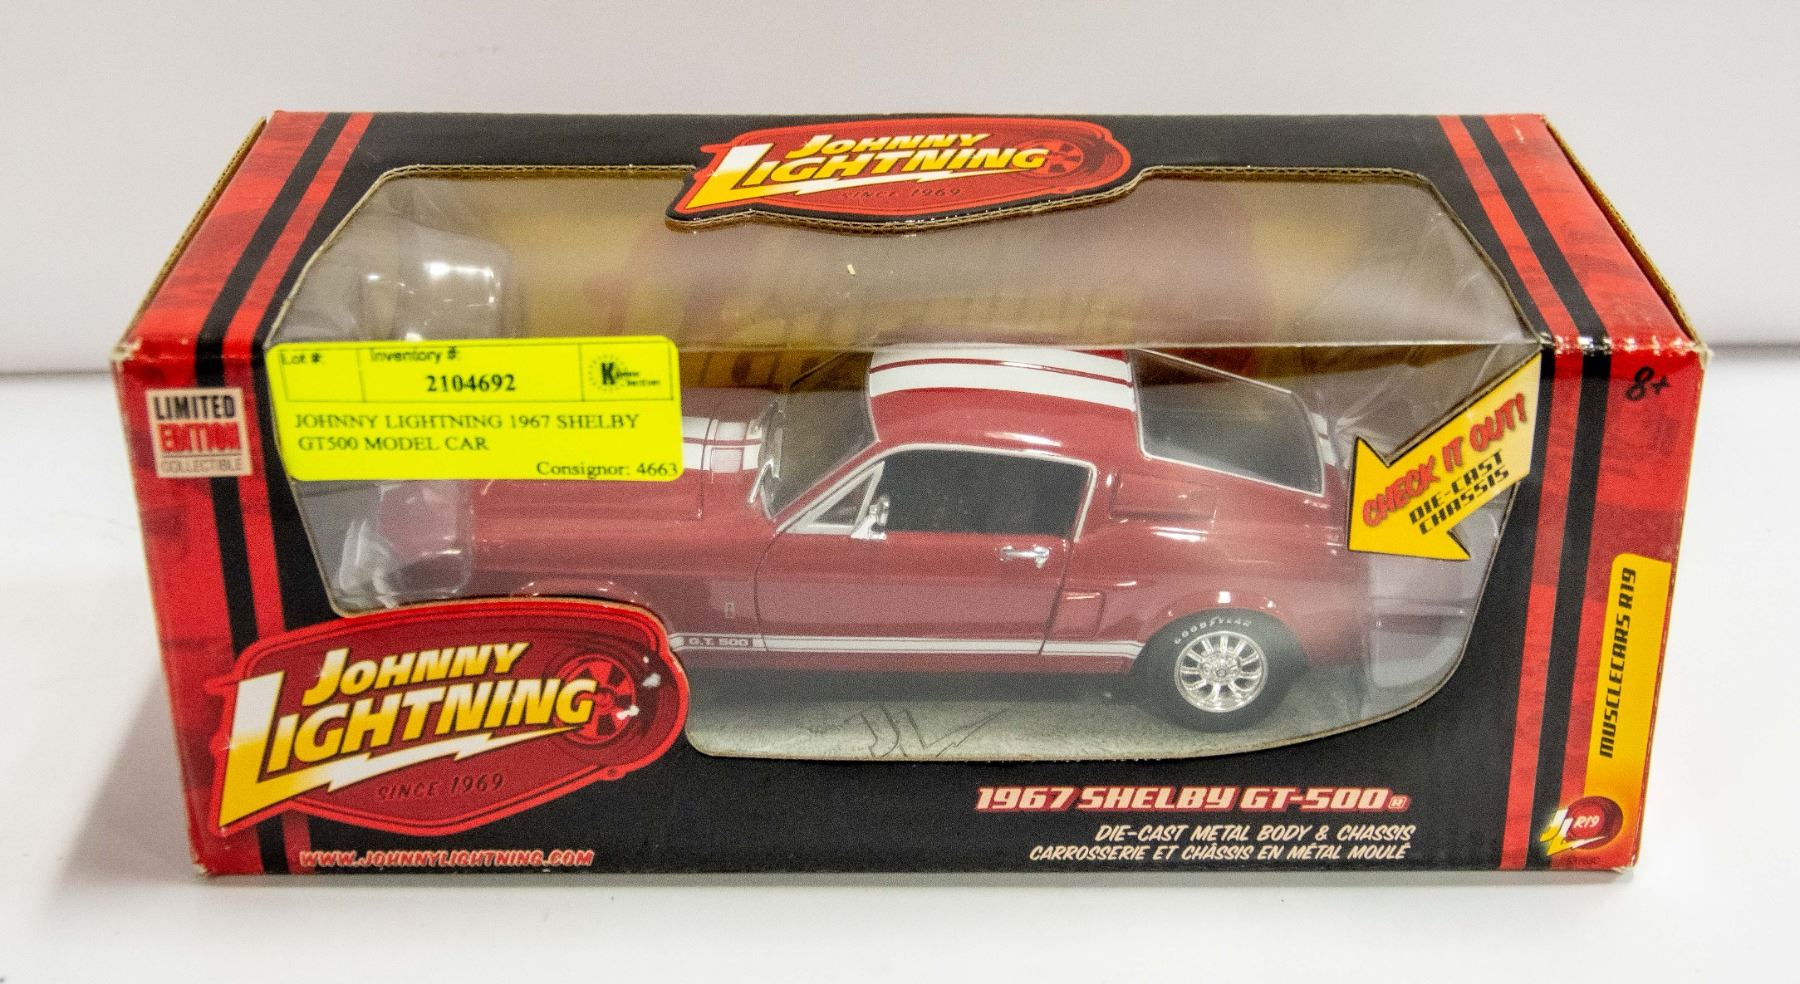 JOHNNY
LIGHTNING
SINCE 1969
Lot #: Inventory #:
2104692
JOHNNY LIGHTNING 1967 SHELBY
GT500 MODEL CAR
Consignor: 4663
LIMITED
EDITION
COLLECTIBLE
8+
CHECK IT OUT!
DIE-CAST
CHASSIS
GOODYEAR
G.T. 500
MUSCLECARS R19
JOHNNY
LIGHTNING
SINCE 1969
JL
1967 SHELBY GT-500®
DIE-CAST METAL BODY & CHASSIS
CARROSSERIE ET CHÂSSIS EN MÉTAL MOULÉ
WWW.JOHNNYLIGHTNING.COM
JL R19